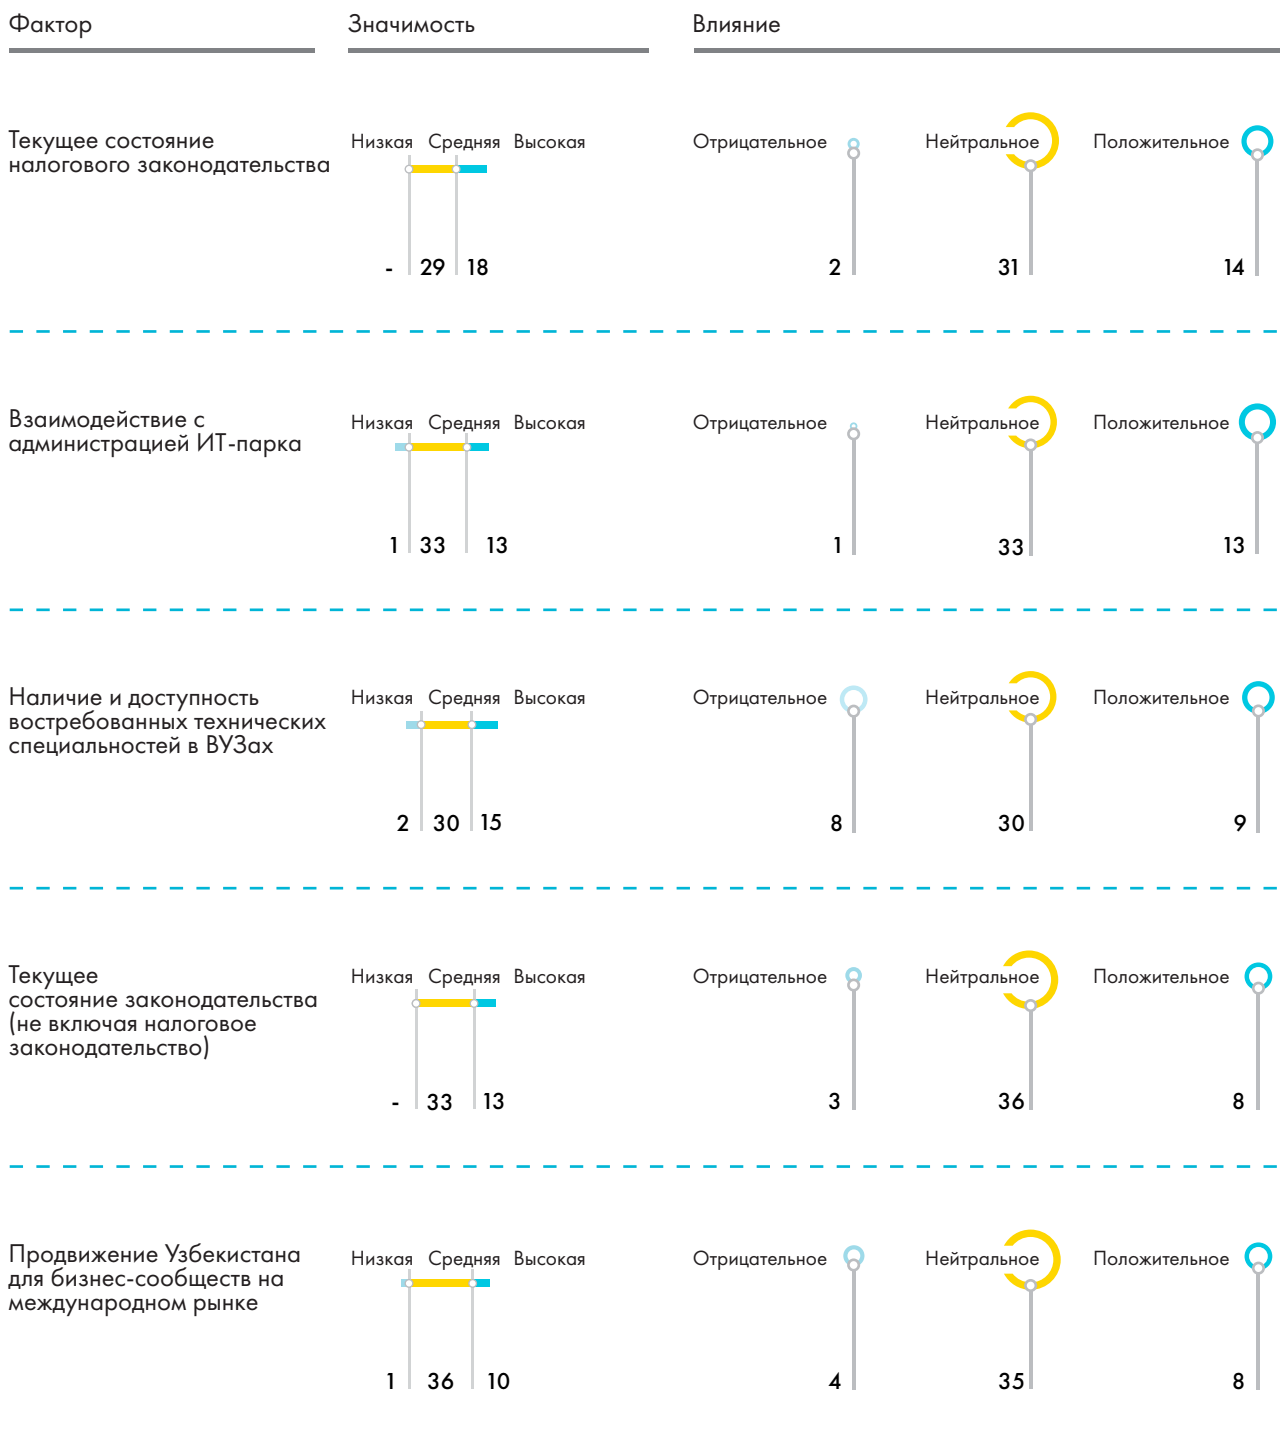 Фактор Значимость Влияние
Текущее состояние
налогового законодательства
Низкая Средняя Высокая
- 29 18
Отрицательное Нейтральное Положительное
2 31 14
Взаимодействие с
администрацией ИТ-парка
Низкая Средняя Высокая
1 33 13
Отрицательное Нейтральное Положительное
1 33 13
Наличие и доступность
востребованных технических
специальностей в ВУЗах
Низкая Средняя Высокая
2 30 15
Отрицательное Нейтральное Положительное
8 30 9
Текущее
состояние законодательства
(не включая налоговое
законодательство)
Низкая Средняя Высокая
- 33 13
Отрицательное Нейтральное Положительное
3 36 8
Продвижение Узбекистана
для бизнес-сообществ на
международном рынке
Низкая Средняя Высокая
1 36 10
Отрицательное Нейтральное Положительное
4 35 8